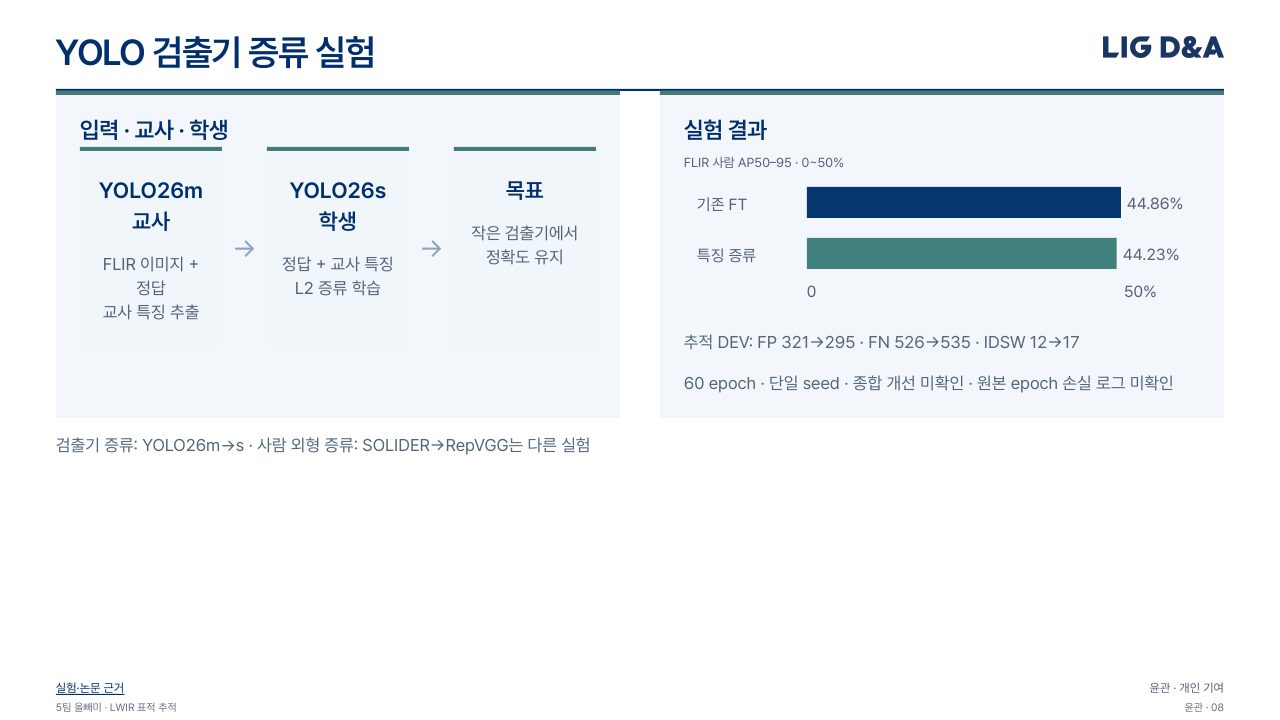 YOLO 검출기 증류 실험
LIG D&A
입력 · 교사 · 학생
YOLO26m
교사
FLIR 이미지 +
정답
교사 특징 추출
→
YOLO26s
학생
정답 + 교사 특징
L2 증류 학습
→
목표
작은 검출기에서
정확도 유지
실험 결과
FLIR 사람 AP50–95 · 0~50%
기존 FT
44.86%
특징 증류
44.23%
0
50%
추적 DEV: FP 321→295 · FN 526→535 · IDSW 12→17
60 epoch · 단일 seed · 종합 개선 미확인 · 원본 epoch 손실 로그 미확인
검출기 증류: YOLO26m→s · 사람 외형 증류: SOLIDER→RepVGG는 다른 실험
실험·논문 근거
5팀 올빼미 · LWIR 표적 추적
윤관 · 개인 기여
윤관 · 08